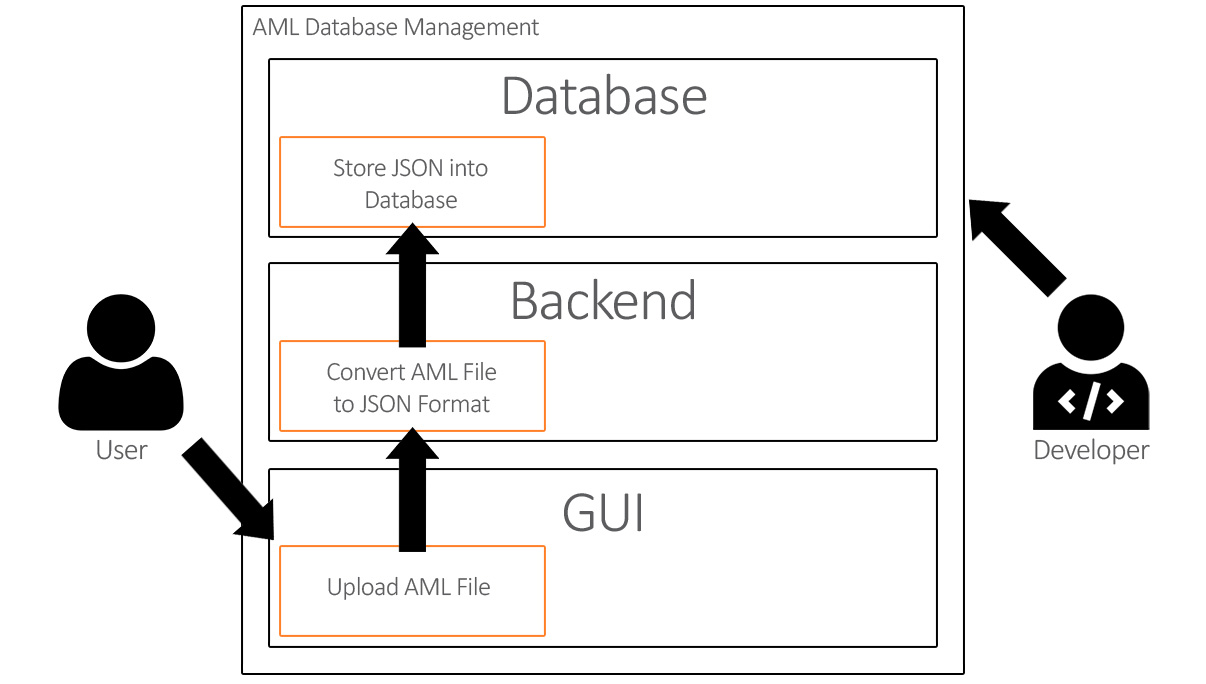 AML Database Management
Database
Store JSON into
Database
Backend
Convert AML File
to JSON Format
User
Developer
</>
GUI
Upload AML File